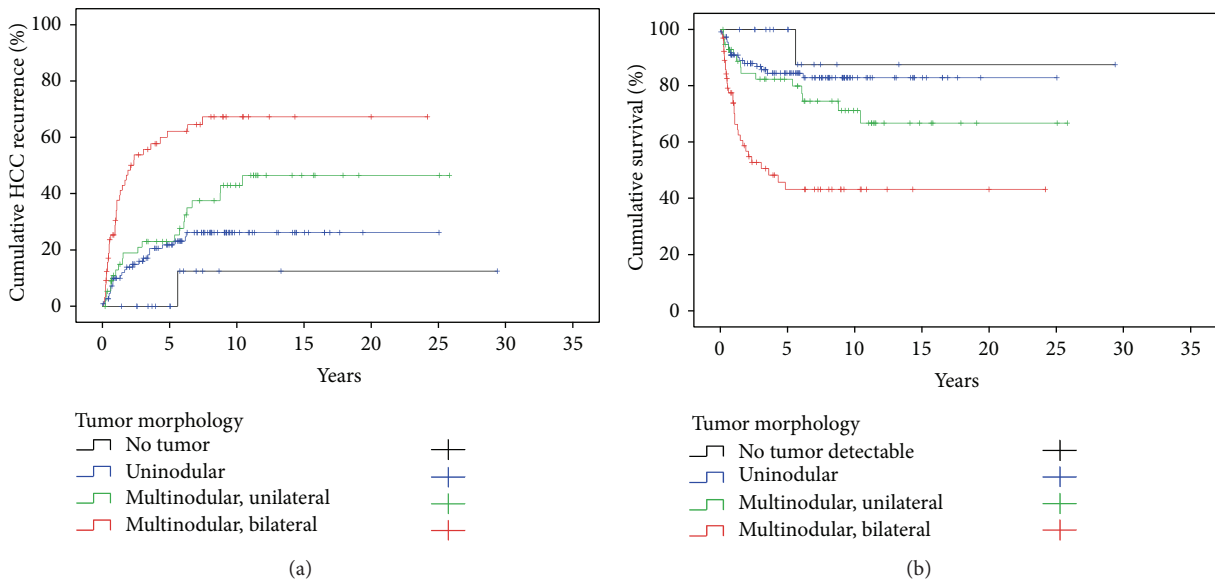 Cumulative HCC recurrence (%)
100
80
60
40
20
0
0 5 10 15 20 25 30 35
Years
Tumor morphology
No tumor
Uninodular
Multinodular, unilateral
Multinodular, bilateral
(a)
Cumulative survival (%)
100
80
60
40
20
0
0 5 10 15 20 25 30 35
Years
Tumor morphology
No tumor detectable
Uninodular
Multinodular, unilateral
Multinodular, bilateral
(b)